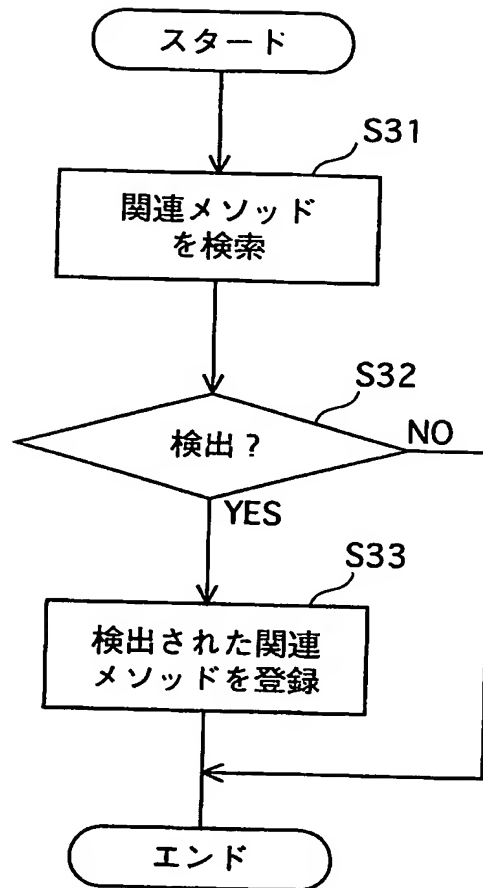 スタード
S31
関連メソッド
を検索
S32
検出？
NO
YES
S33
検出された関連
メソッドを登録
エンド